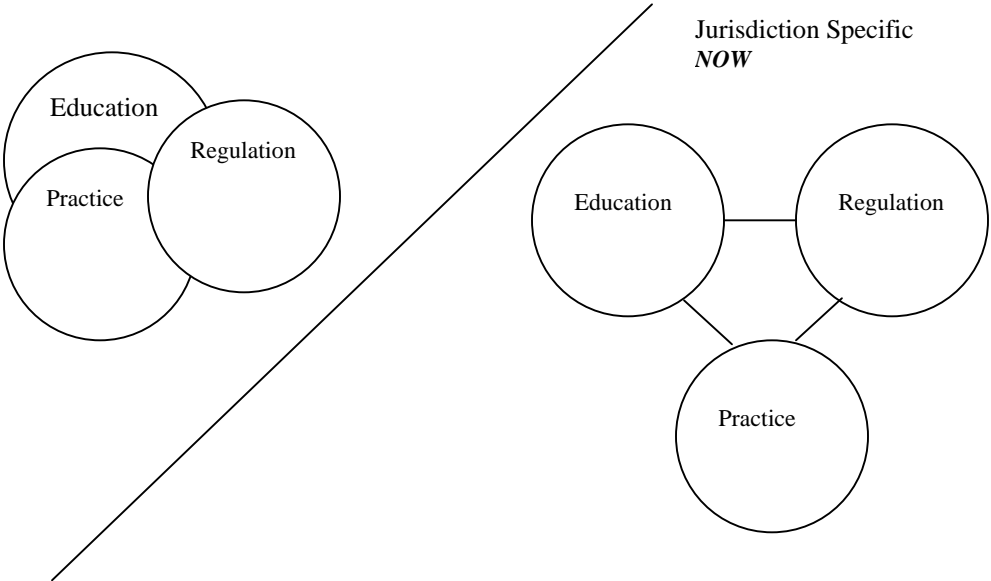 Education
Regulation
Practice
Jurisdiction Specific
NOW
Education
Regulation
Practice